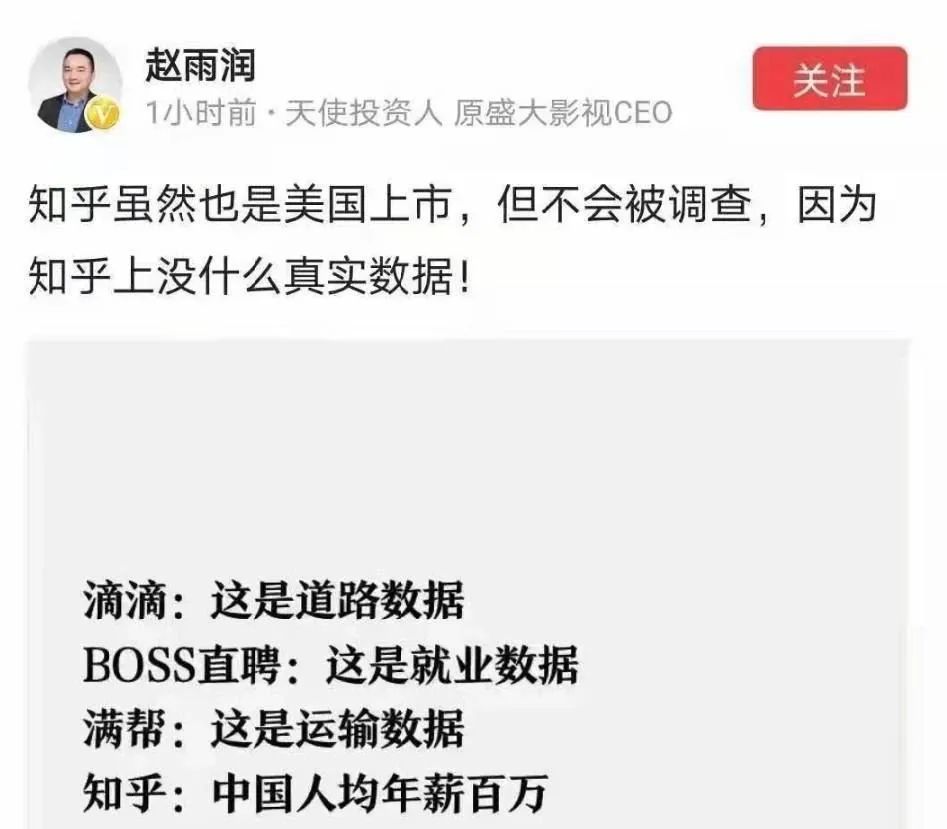 赵雨润
关注
1小时前·天使投资人 原盛大影视CEO
知乎虽然也是美国上市，但不会被调查，因为
知乎上没什么真实数据！
滴滴：这是道路数据
BOSS直聘：这是就业数据
满帮：这是运输数据
知乎：中国人均年薪百万